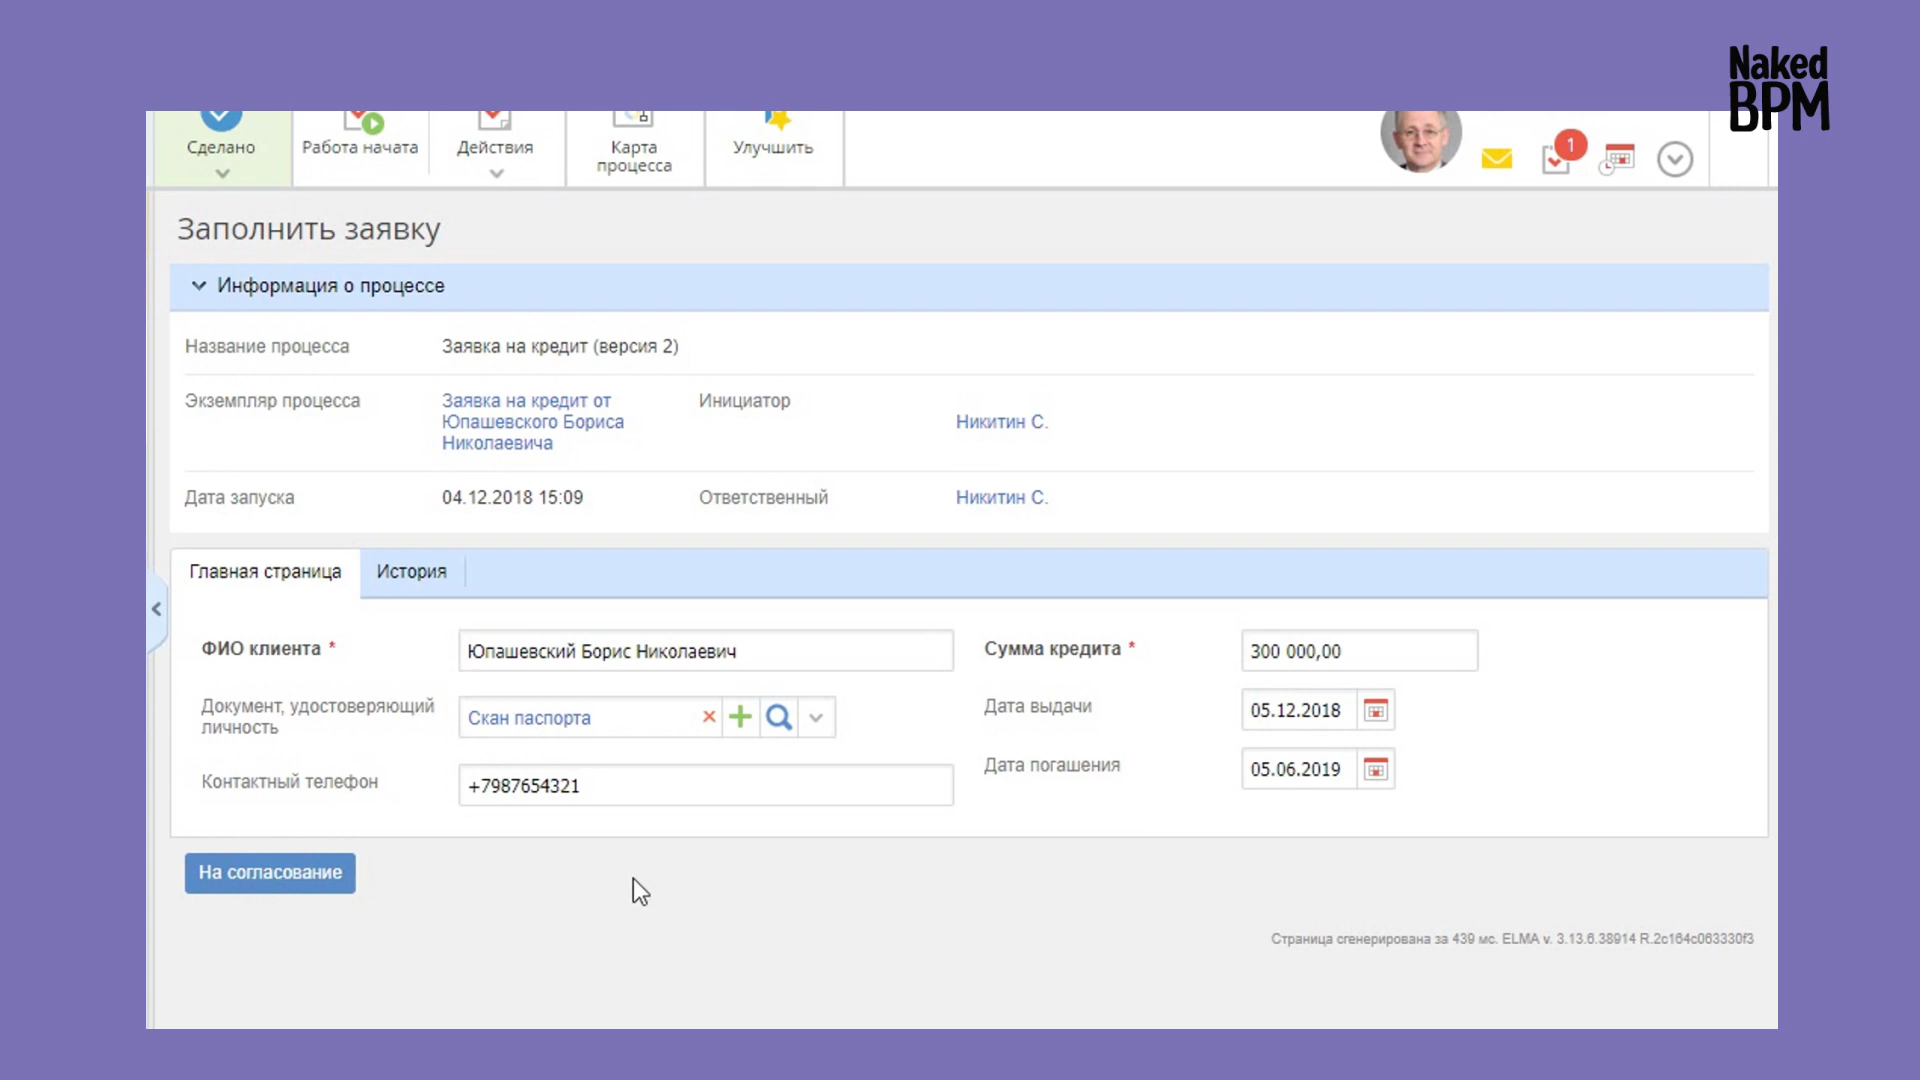 Naked
BPM
Сделано
Работа начата
Действия
Карта
процесса
Улучшить
1
Заполнить заявку
Информация о процессе
Название процесса
Заявка на кредит (версия 2)
Экземпляр процесса
Заявка на кредит от
Юпашевского Бориса
Николаевича
Инициатор
Никитин С.
Дата запуска
04.12.2018 15:09
Ответственный
Никитин С.
Главная страница
История
ФИО клиента *
Юпашевский Борис Николаевич
Сумма кредита *
300 000,00
Документ, удостоверяющий
личность
Скан паспорта
Дата выдачи
05.12.2018
Контактный телефон
+7987654321
Дата погашения
05.06.2019
На согласование
Страница сгенерирована за 439 мс. ELMA v. 3.13.6.38914 R.2c164c063330f3